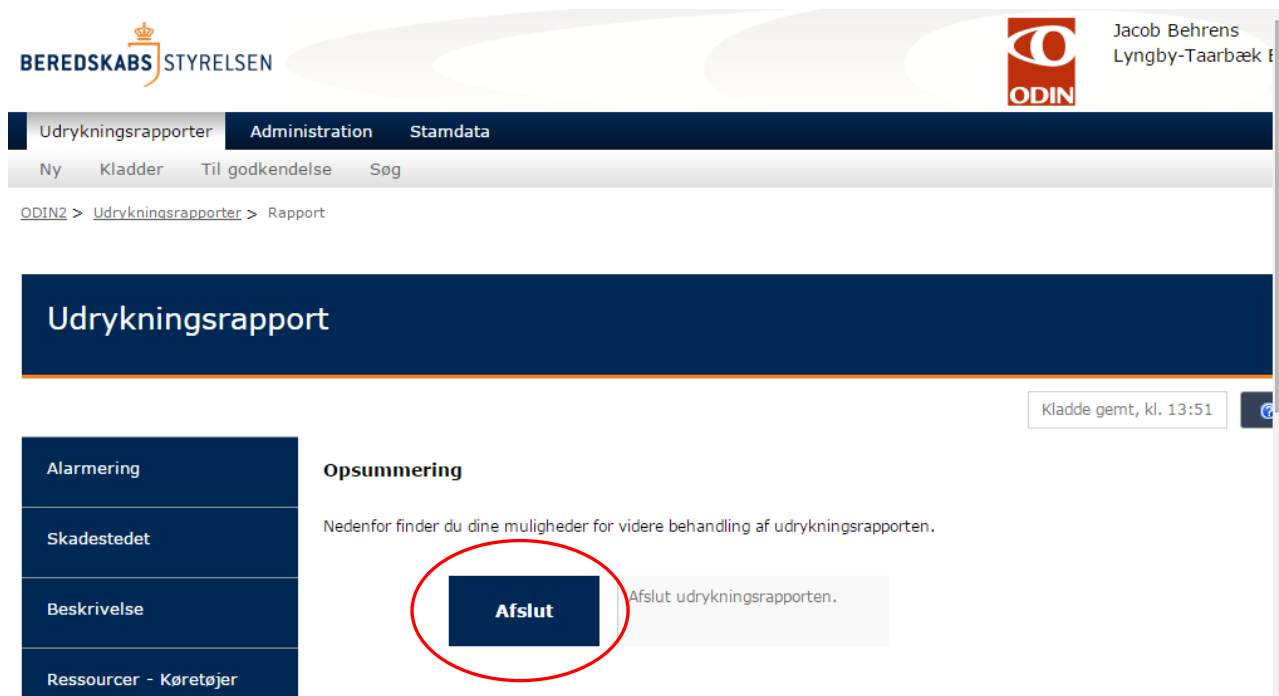 BEREDSKABS STYRELSEN
ODIN
Jacob Behrens
Lyngby-Taarbæk
Udrykningsrapporter Administration Stamdata
Ny Kladder Til godkendelse Søg
ODIN2 > Udrykningsrapporter > Rapport
Udrykningsrapport
Kladde gemt, kl. 13:51
Alarmering
Opsummering
Nedenfor finder du dine muligheder for videre behandling af udrykningsrapporten.
Skadestedet
Afslut
Afslut udrykningsrapporten.
Beskrivelse
Ressourcer - Køretøjer